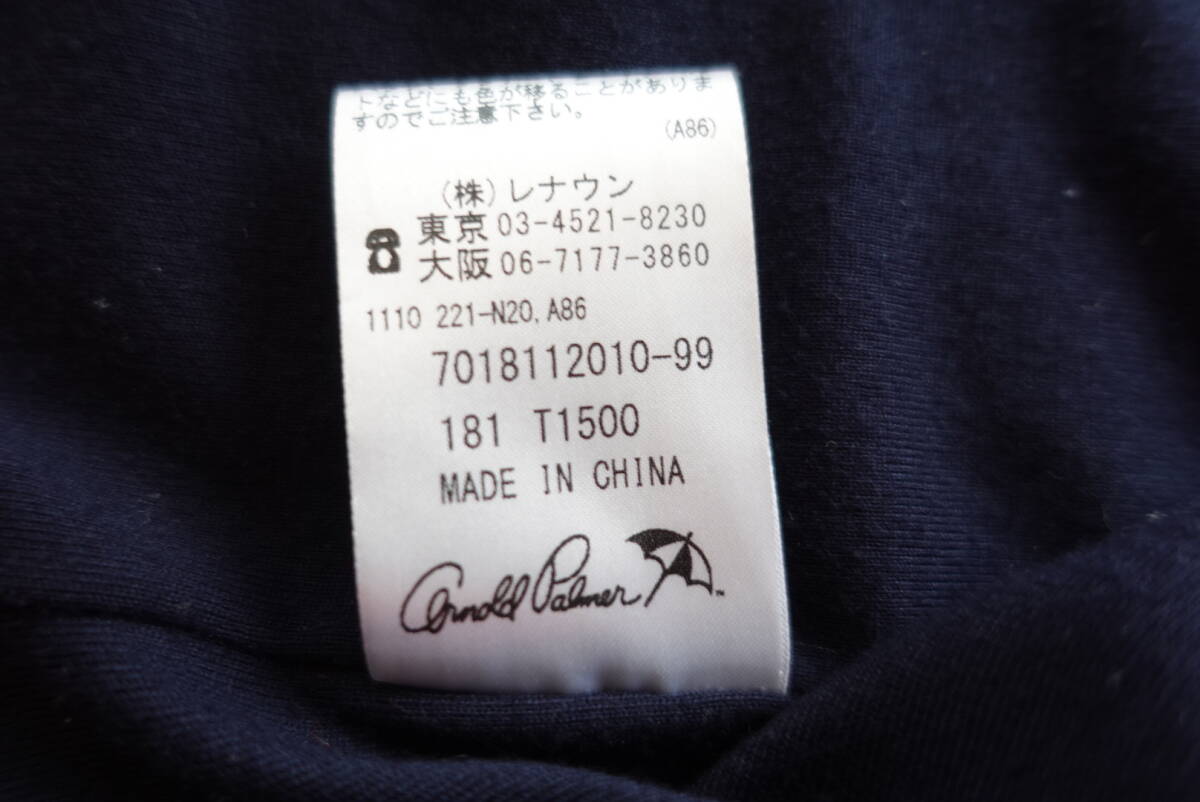 トなどにも色が移ることがありま
すのでご注意下さい。
(A86)
(株)レナウン
東京 03-4521-8230
大阪 06-7177-3860
1110 221-N20, A86
7018112010-99
181 T1500
MADE IN CHINA
Arnold Palmer ™